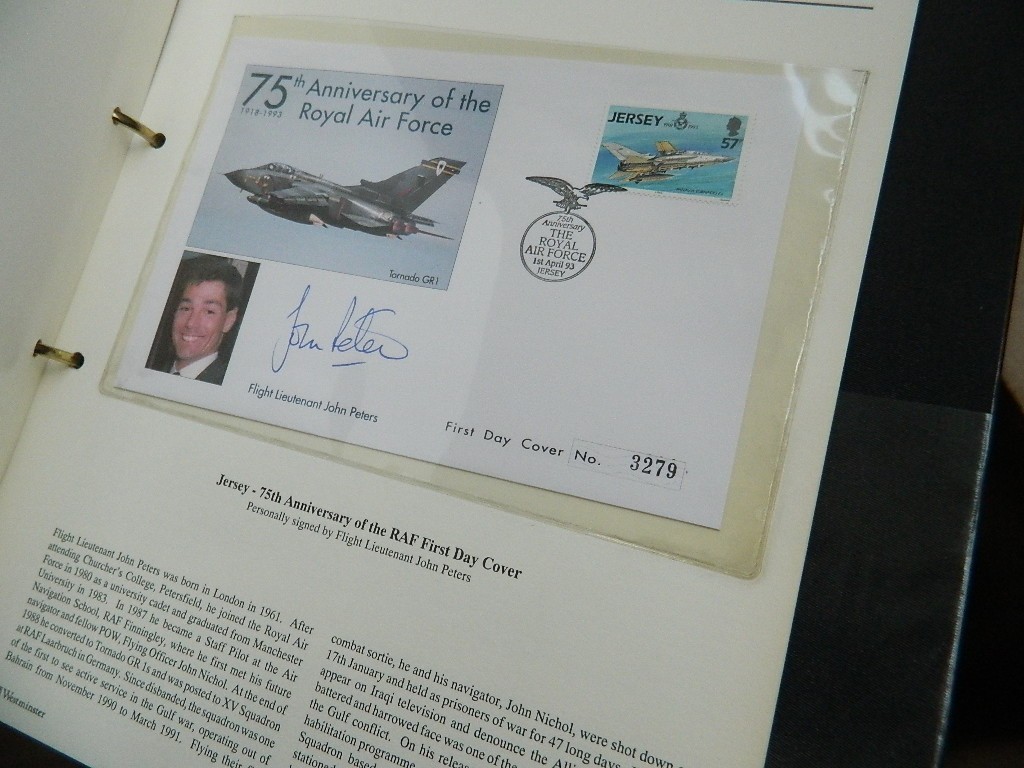 75th Anniversary of the
1918-1993
Royal Air Force
Tornado GR1
JERSEY
57
75th
Anniversary
THE
ROYAL
AIR FORCE
1st April 93
JERSEY
John Peters
Flight Lieutenant John Peters
First Day Cover No. 3279
Jersey - 75th Anniversary of the RAF First Day Cover
Personally signed by Flight Lieutenant John Peters
Flight Lieutenant John Peters was born in London in 1961. After
attending Churcher's College, Petersfield, he joined the Royal Air
Force in 1980 as a university cadet and graduated from Manchester
University in 1983. In 1987 he became a Staff Pilot at the Air
Navigation School, RAF Finningley, where he first met his future
navigator and fellow POW, Flying Officer John Nichol. At the end of
1988 he converted to Tornado GR 1s and was posted to XV Squadron
at RAF Laarbruch in Germany. Since disbanded, the squadron was one
of the first to see active service in the Gulf war, operating out of
Bahrain from November 1990 to March 1991. Flying their
combat sortie, he and his navigator, John Nichol, were shot down
17th January and held as prisoners of war for 47 long days.
appear on Iraqi television and denounce the
battered and harrowed face was one of the
the Gulf conflict. On his
habilitation programme
Squadron based
stationed
Westminster